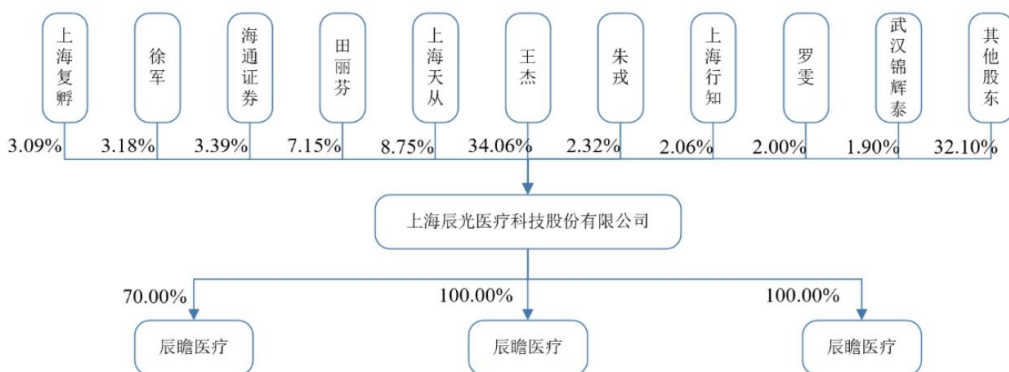 上海复孵
徐军
海通证券
田丽芬
上海天从
王杰
朱戎
上海行知
罗雯
武汉锦辉泰
其他股东
3.09%
3.18%
3.39%
7.15%
8.75%
34.06%
2.32%
2.06%
2.00%
1.90%
32.10%
上海辰光医疗科技股份有限公司
70.00%
100.00%
100.00%
辰瞻医疗
辰瞻医疗
辰瞻医疗